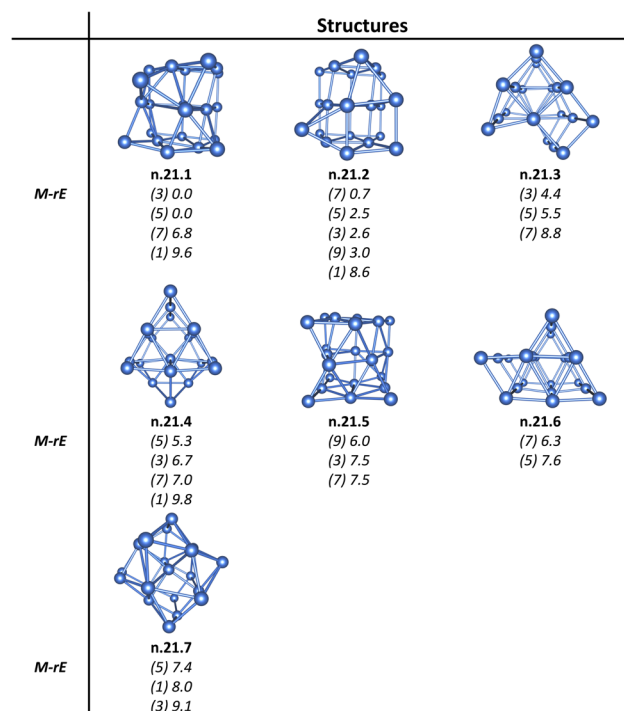 Structures
n.21.1
n.21.2
n.21.3
M-rE
(3) 0.0
(7) 0.7
(3) 4.4
(5) 0.0
(5) 2.5
(5) 5.5
(7) 6.8
(3) 2.6
(7) 8.8
(1) 9.6
(9) 3.0
(1) 8.6
n.21.4
n.21.5
n.21.6
M-rE
(5) 5.3
(9) 6.0
(7) 6.3
(3) 6.7
(3) 7.5
(5) 7.6
(7) 7.0
(7) 7.5
(1) 9.8
n.21.7
M-rE
(5) 7.4
(1) 8.0
(3) 9.1